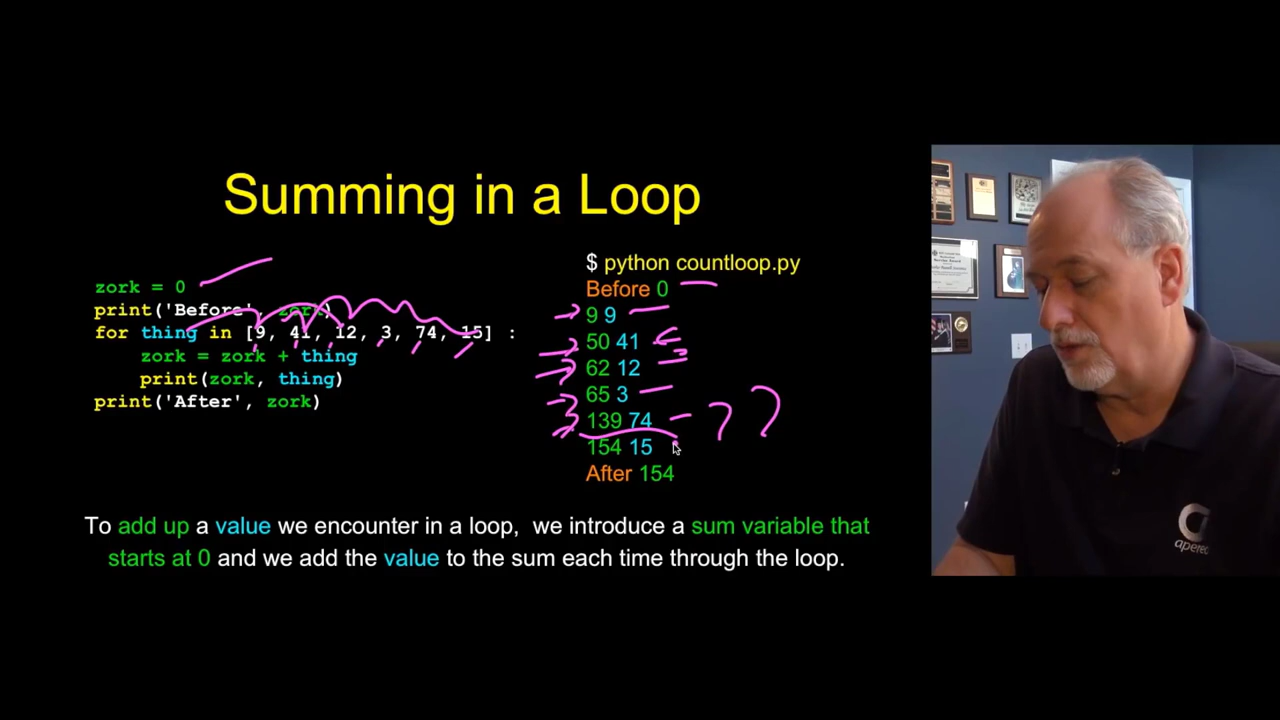 Summing in a Loop
zork = 0
print('Before', zork)
for thing in [9, 41, 12, 3, 74, 15] :
    zork = zork + thing
    print(zork, thing)
print('After', zork)
$ python countloop.py
Before 0
9 9
50 41
62 12
65 3
139 74
154 15
After 154
To add up a value we encounter in a loop,  we introduce a sum variable that
starts at 0 and we add the value to the sum each time through the loop.